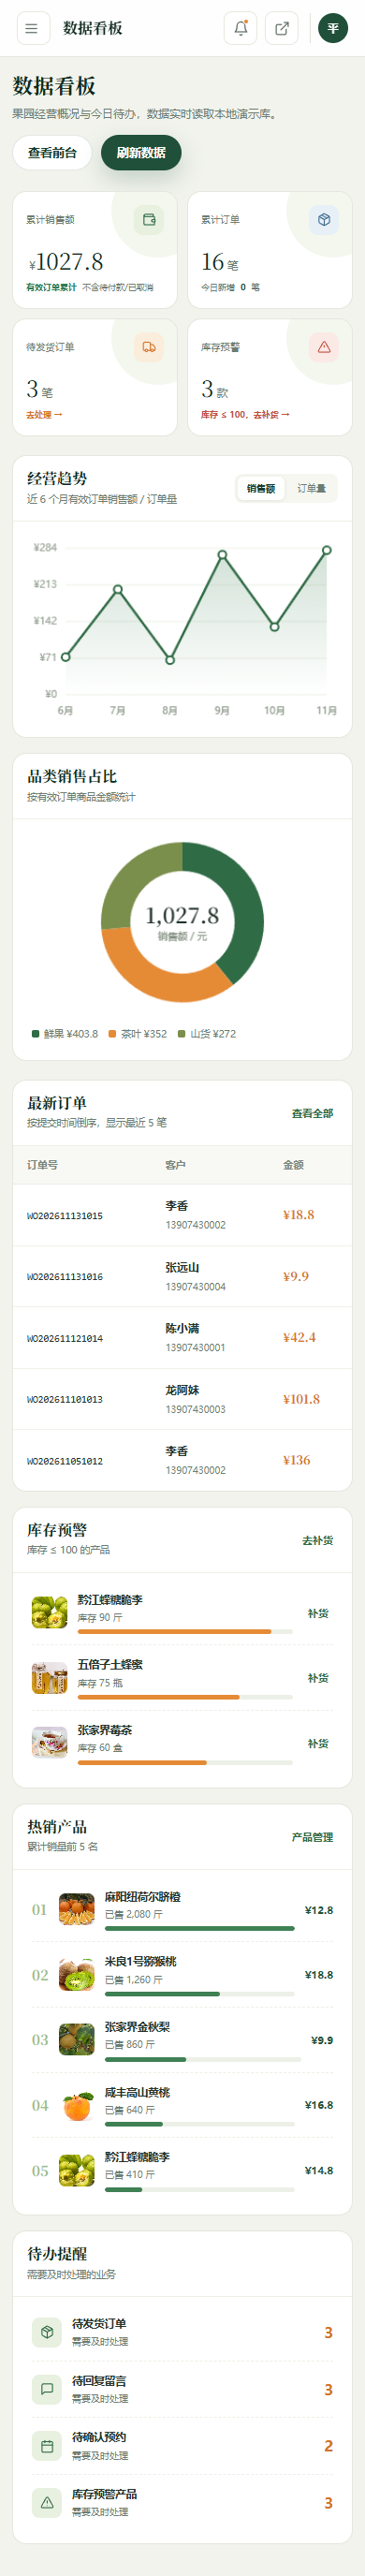 数据看板
平
数据看板
果园经营概况与今日待办，数据实时读取本地演示库。
查看前台
刷新数据
累计销售额
¥1027.8
有效订单累计 不含待付款/已取消
累计订单
16 笔
今日新增 0 笔
待发货订单
3 笔
去处理 →
库存预警
3 款
库存 ≤ 100，去补货 →
经营趋势
近 6 个月有效订单销售额 / 订单量
销售额
订单量
¥284
¥213
¥142
¥71
¥0
6月 7月 8月 9月 10月 11月
品类销售占比
按有效订单商品金额统计
1,027.8
销售额 / 元
鲜果 ¥403.8 茶叶 ¥352 山货 ¥272
最新订单
按提交时间倒序，显示最近 5 笔
查看全部
订单号 客户 金额
WO202611131015 李香 13907430002 ¥18.8
WO202611131016 张远山 13907430004 ¥9.9
WO202611121014 陈小满 13907430001 ¥42.4
WO202611101013 龙阿妹 13907430003 ¥101.8
WO202611051012 李香 13907430002 ¥136
库存预警
库存 ≤ 100 的产品
去补货
黔江蜂糖脆李
库存 90 斤
补货
五倍子土蜂蜜
库存 75 瓶
补货
张家界莓茶
库存 60 盒
补货
热销产品
累计销量前 5 名
产品管理
01 麻阳纽荷尔脐橙
已售 2,080 斤
¥12.8
02 米良1号猕猴桃
已售 1,260 斤
¥18.8
03 张家界金秋梨
已售 860 斤
¥9.9
04 咸丰高山黄桃
已售 640 斤
¥16.8
05 黔江蜂糖脆李
已售 410 斤
¥14.8
待办提醒
需要及时处理的业务
待发货订单
需要及时处理
3
待回复留言
需要及时处理
3
待确认预约
需要及时处理
2
库存预警产品
需要及时处理
3